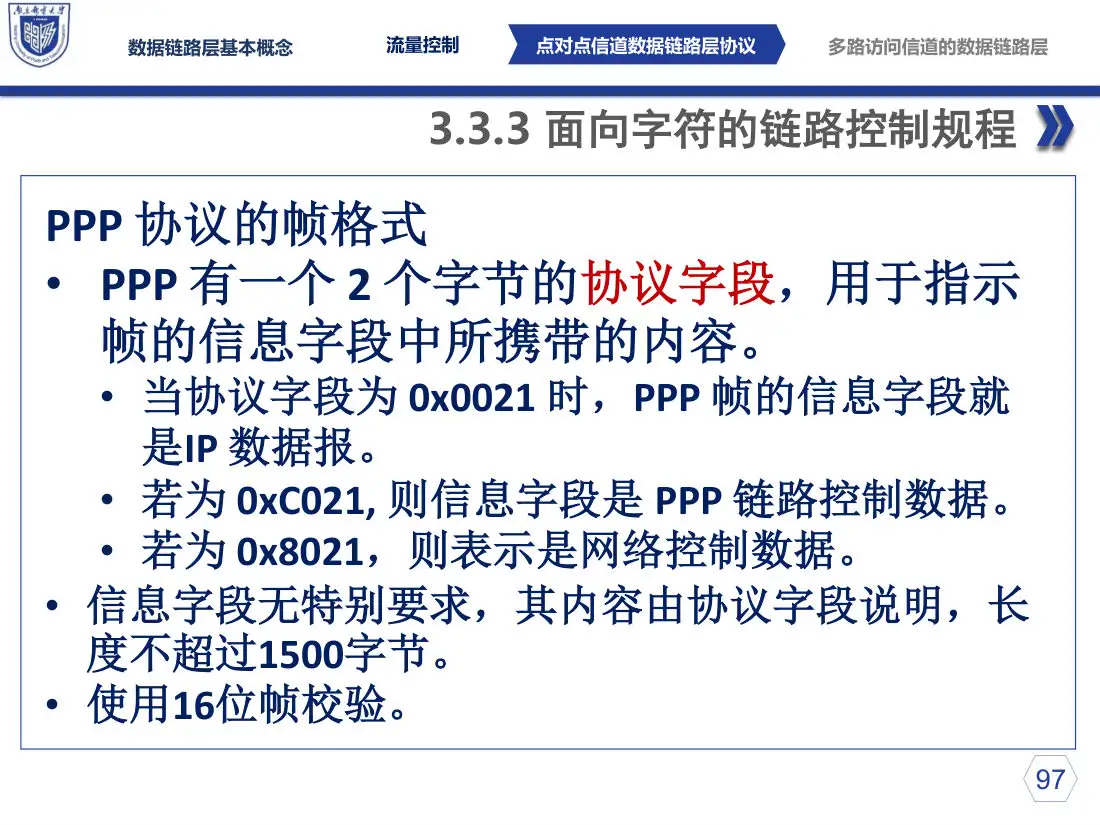 南京邮电大学
数据链路层基本概念
流量控制
点对点信道数据链路层协议
多路访问信道的数据链路层
3.3.3 面向字符的链路控制规程
PPP 协议的帧格式
• PPP 有一个 2 个字节的协议字段，用于指示
帧的信息字段中所携带的内容。
• 当协议字段为 0x0021 时，PPP 帧的信息字段就
是IP 数据报。
• 若为 0xC021, 则信息字段是 PPP 链路控制数据。
• 若为 0x8021，则表示是网络控制数据。
• 信息字段无特别要求，其内容由协议字段说明，长
度不超过1500字节。
• 使用16位帧校验。
97